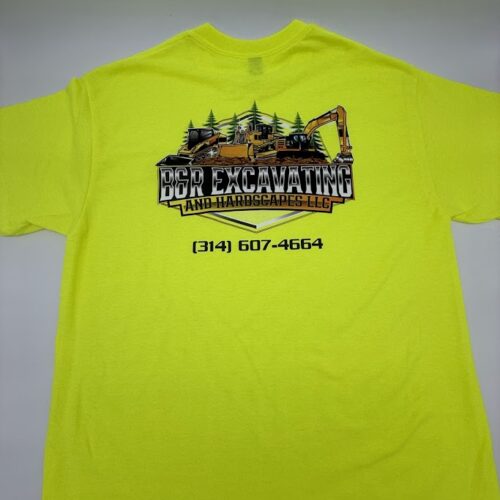 B&R EXCAVATING
AND HARDSCAPES LLC
(314) 607-4664